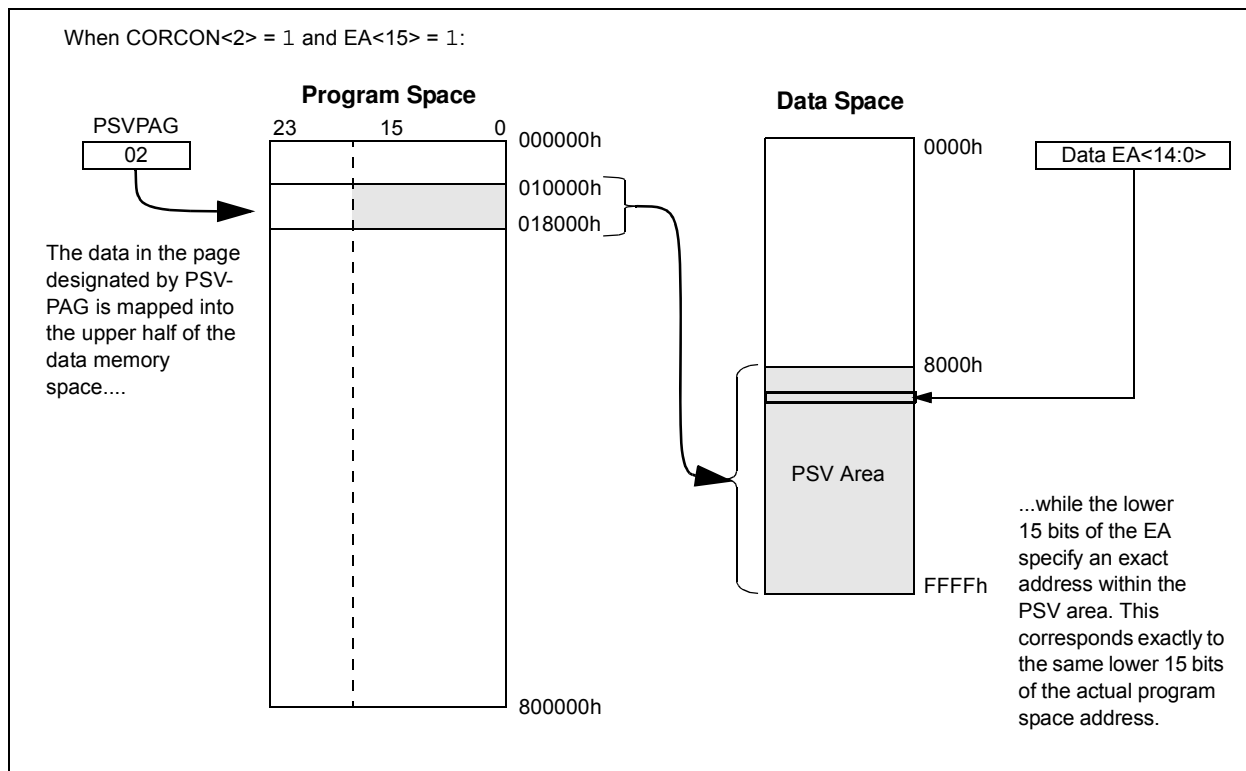 When CORCON<2> = 1 and EA<15> = 1:
Program Space
PSVPAG
02
23 15 0
000000h
010000h
018000h
800000h
The data in the page
designated by PSV-
PAG is mapped into
the upper half of the
data memory
space....
Data Space
0000h
8000h
PSV Area
FFFFh
Data EA<14:0>
...while the lower
15 bits of the EA
specify an exact
address within the
PSV area. This
corresponds exactly to
the same lower 15 bits
of the actual program
space address.